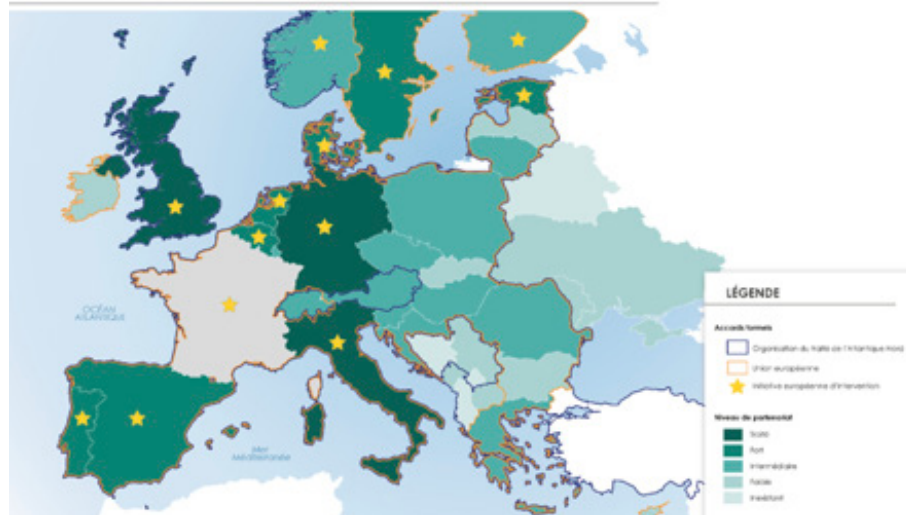 OCÉAN
ATLANTIQUE
Mer
Méditerranée
LÉGENDE
Accords formels
Organisation du traité de l'Atlantique Nord
Union européenne
Initiative européenne d'intervention
Niveau de partenariat
Fort
Intermédiaire
Faible
Inexistant